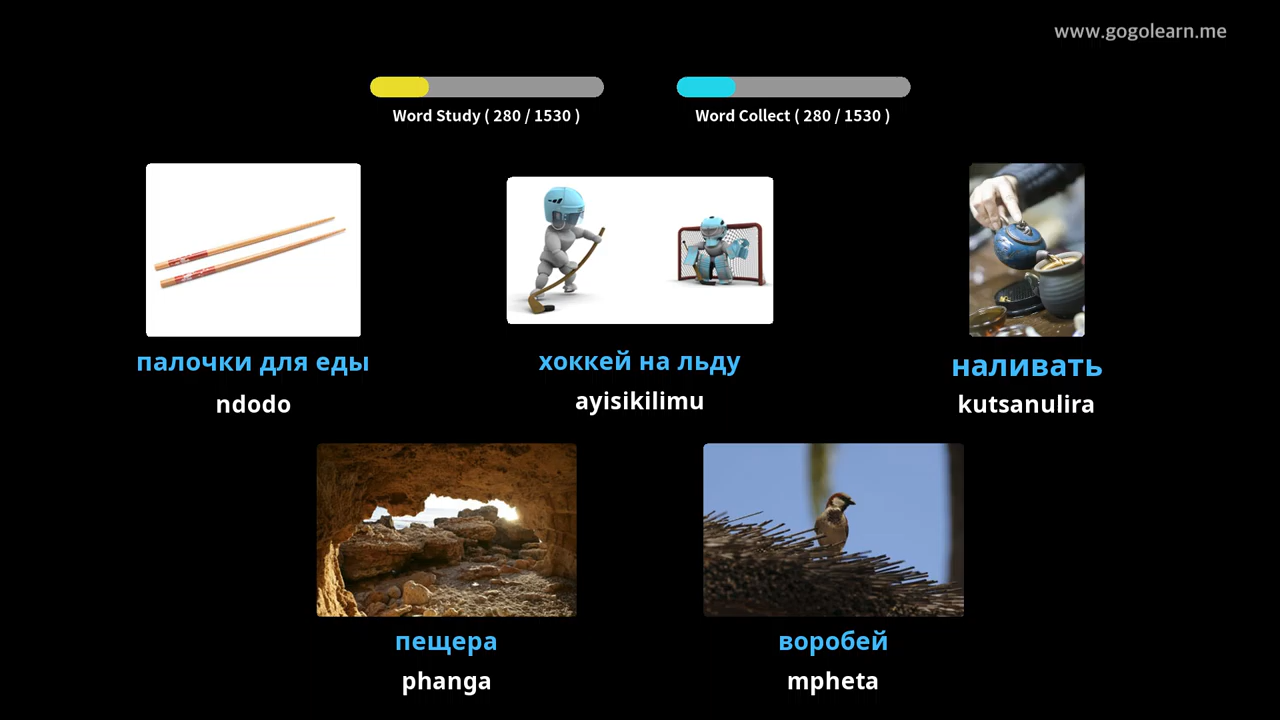 www.gogolearn.me
Word Study ( 280 / 1530 )
Word Collect ( 280 / 1530 )
палочки для еды
ndodo
хоккей на льду
ayisikilimu
наливать
kutsanulira
пещера
phanga
воробей
mpheta